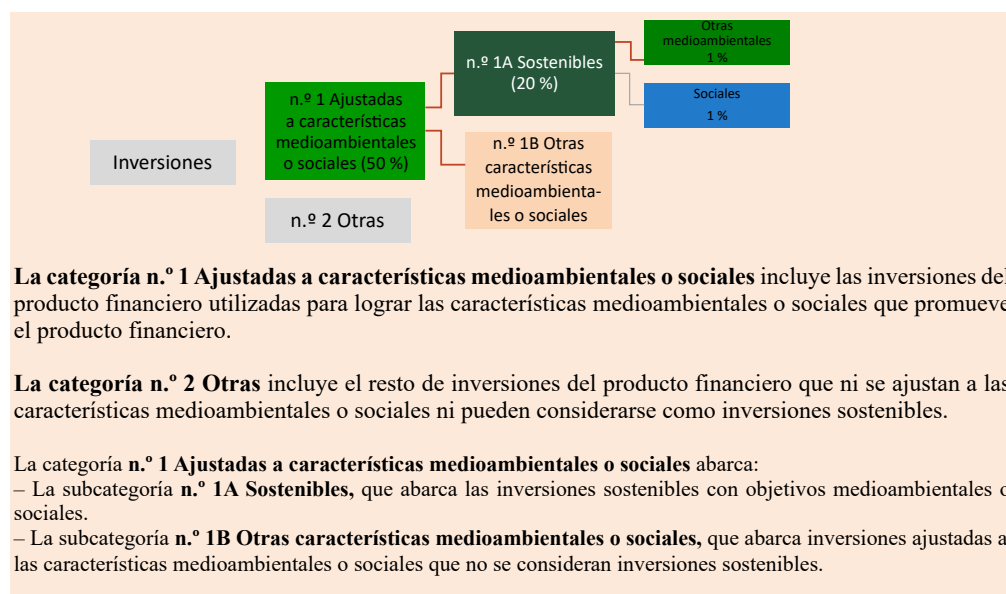 Otras
medioambientales
1 %
n.º 1A Sostenibles
(20 %)
Sociales
1 %
n.º 1 Ajustadas
a características
medioambientales
o sociales (50 %)
n.º 1B Otras
características
medioambienta-
les o sociales
Inversiones
n.º 2 Otras
La categoría n.º 1 Ajustadas a características medioambientales o sociales incluye las inversiones del
producto financiero utilizadas para lograr las características medioambientales o sociales que promueve
el producto financiero.
La categoría n.º 2 Otras incluye el resto de inversiones del producto financiero que ni se ajustan a las
características medioambientales o sociales ni pueden considerarse como inversiones sostenibles.
La categoría n.º 1 Ajustadas a características medioambientales o sociales abarca:
– La subcategoría n.º 1A Sostenibles, que abarca las inversiones sostenibles con objetivos medioambientales o
sociales.
– La subcategoría n.º 1B Otras características medioambientales o sociales, que abarca inversiones ajustadas a
las características medioambientales o sociales que no se consideran inversiones sostenibles.